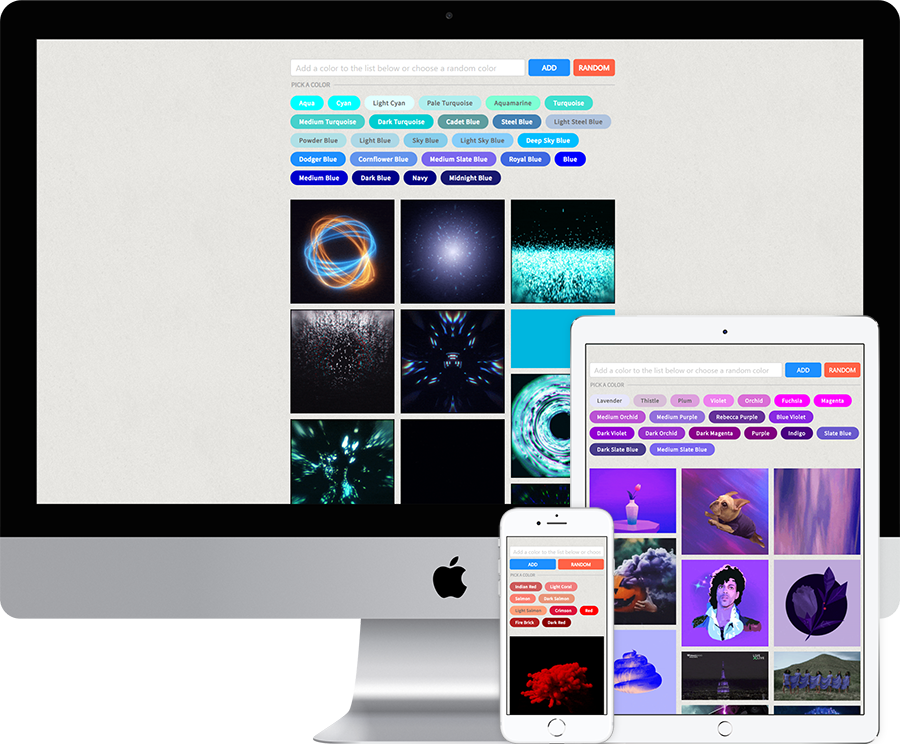 Add a color to the list below or choose a random color ADD RANDOM
PICK A COLOR
Aqua Cyan Light Cyan Pale Turquoise Aquamarine Turquoise
Medium Turquoise Dark Turquoise Cadet Blue Steel Blue Light Steel Blue
Powder Blue Light Blue Sky Blue Light Sky Blue Deep Sky Blue
Dodger Blue Cornflower Blue Medium Slate Blue Royal Blue Blue
Medium Blue Dark Blue Navy Midnight Blue
Add a color to the list below or choose a random color ADD RANDOM
PICK A COLOR
Lavender Thistle Plum Violet Orchid Fuchsia Magenta
Medium Orchid Medium Purple Rebecca Purple Blue Violet
Dark Violet Dark Orchid Dark Magenta Purple Indigo Slate Blue
Dark Slate Blue Medium Slate Blue
Add a color to the list below or choo
ADD RANDOM
PICK A COLOR
Indian Red Light Coral
Salmon Dark Salmon
Light Salmon Crimson Red
Fire Brick Dark Red